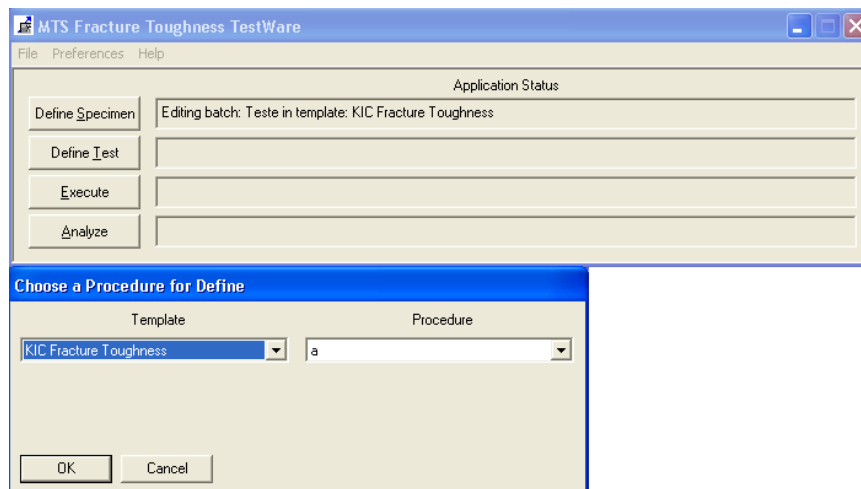 MTS Fracture Toughness TestWare
File Preferences Help
Application Status
Define Specimen
Editing batch: Teste in template: KIC Fracture Toughness
Define Test
Execute
Analyze
Choose a Procedure for Define
Template Procedure
KIC Fracture Toughness a
OK Cancel